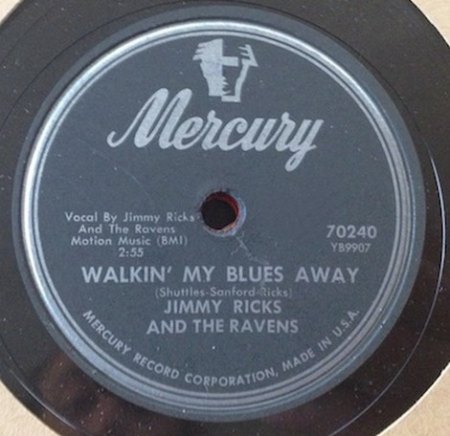 Mercury
Vocal By Jimmy Ricks
And The Ravens
Motion Music (BMI)
2:55
70240
YB9907
WALKIN' MY BLUES AWAY
(Shuttles-Sanford-Ricks)
JIMMY RICKS
AND THE RAVENS
MERCURY RECORD CORPORATION, MADE IN U.S.A.